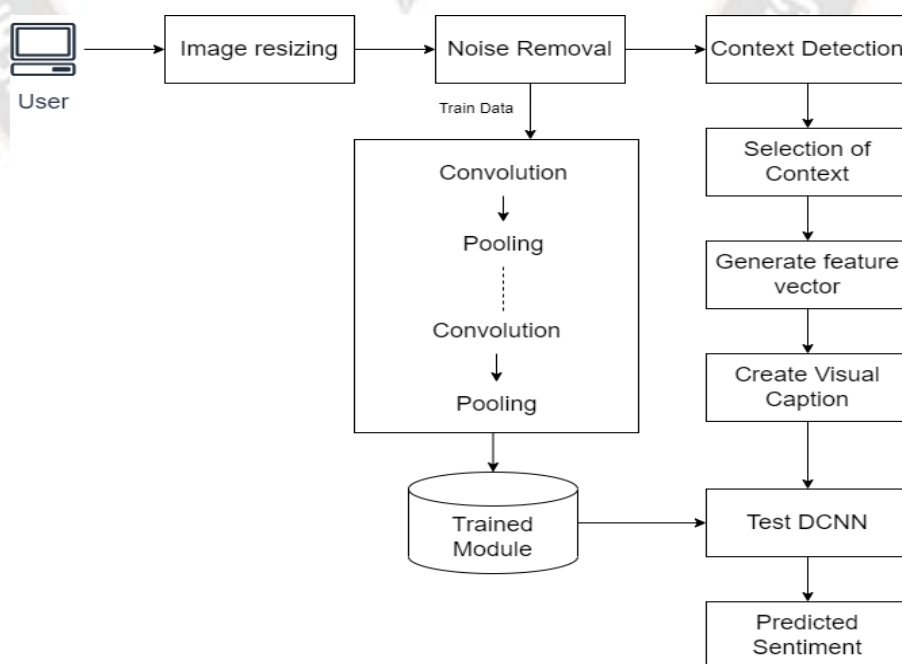 User
Image resizing
Noise Removal
Context Detection
Train Data
Convolution
Pooling
Convolution
Pooling
Trained
Module
Selection of
Context
Generate feature
vector
Create Visual
Caption
Test DCNN
Predicted
Sentiment